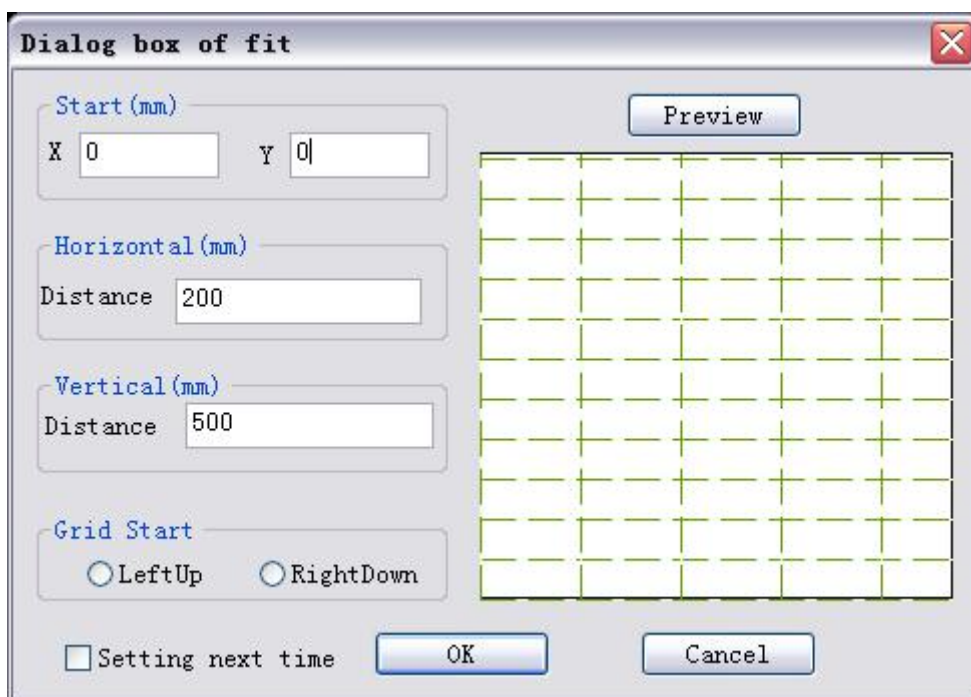 Dialog box of fit
Start(mm)
X 0 Y 0
Preview
Horizontal(mm)
Distance 200
Vertical(mm)
Distance 500
Grid Start
LeftUp RightDown
Setting next time OK Cancel